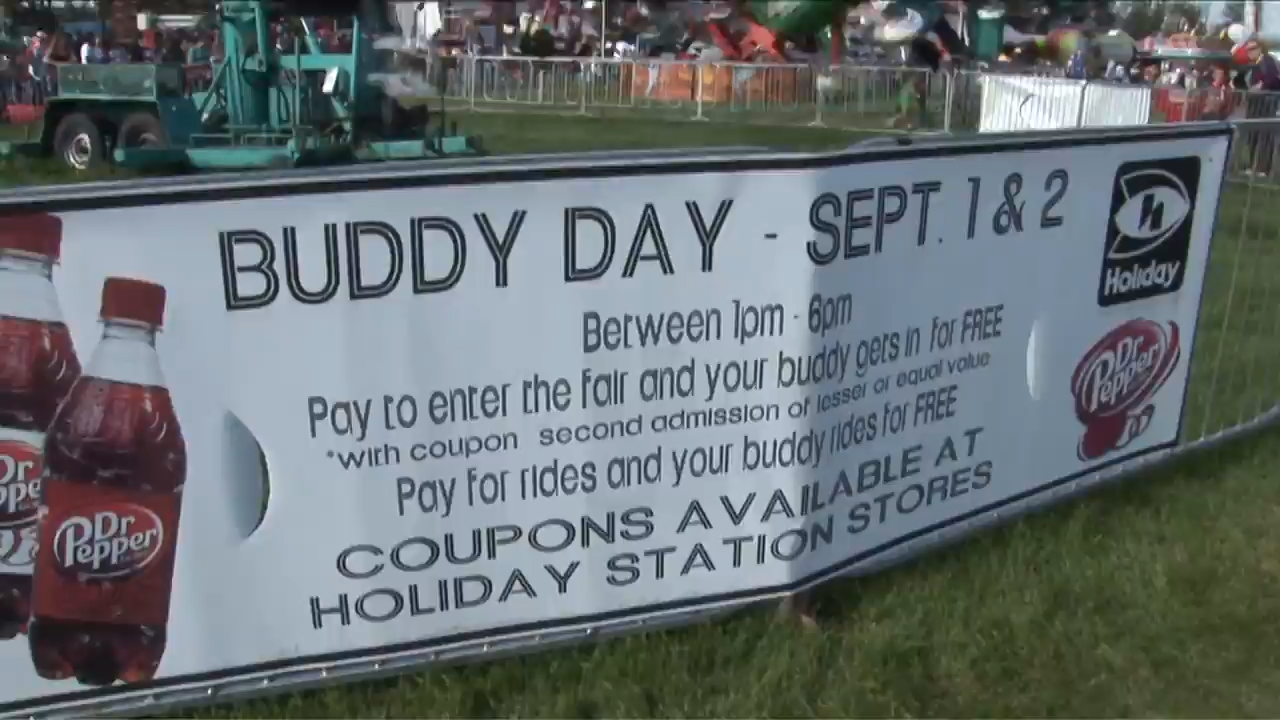 BUDDY DAY - SEPT. 1 & 2
h
Holiday
Between 1pm - 6pm
Pay to enter the fair and your buddy gets in for FREE
*with coupon second admission of lesser or equal value
Pay for rides and your buddy rides for FREE
COUPONS AVAILABLE AT
HOLIDAY STATION STORES
Dr Pepper
Dr Pepper